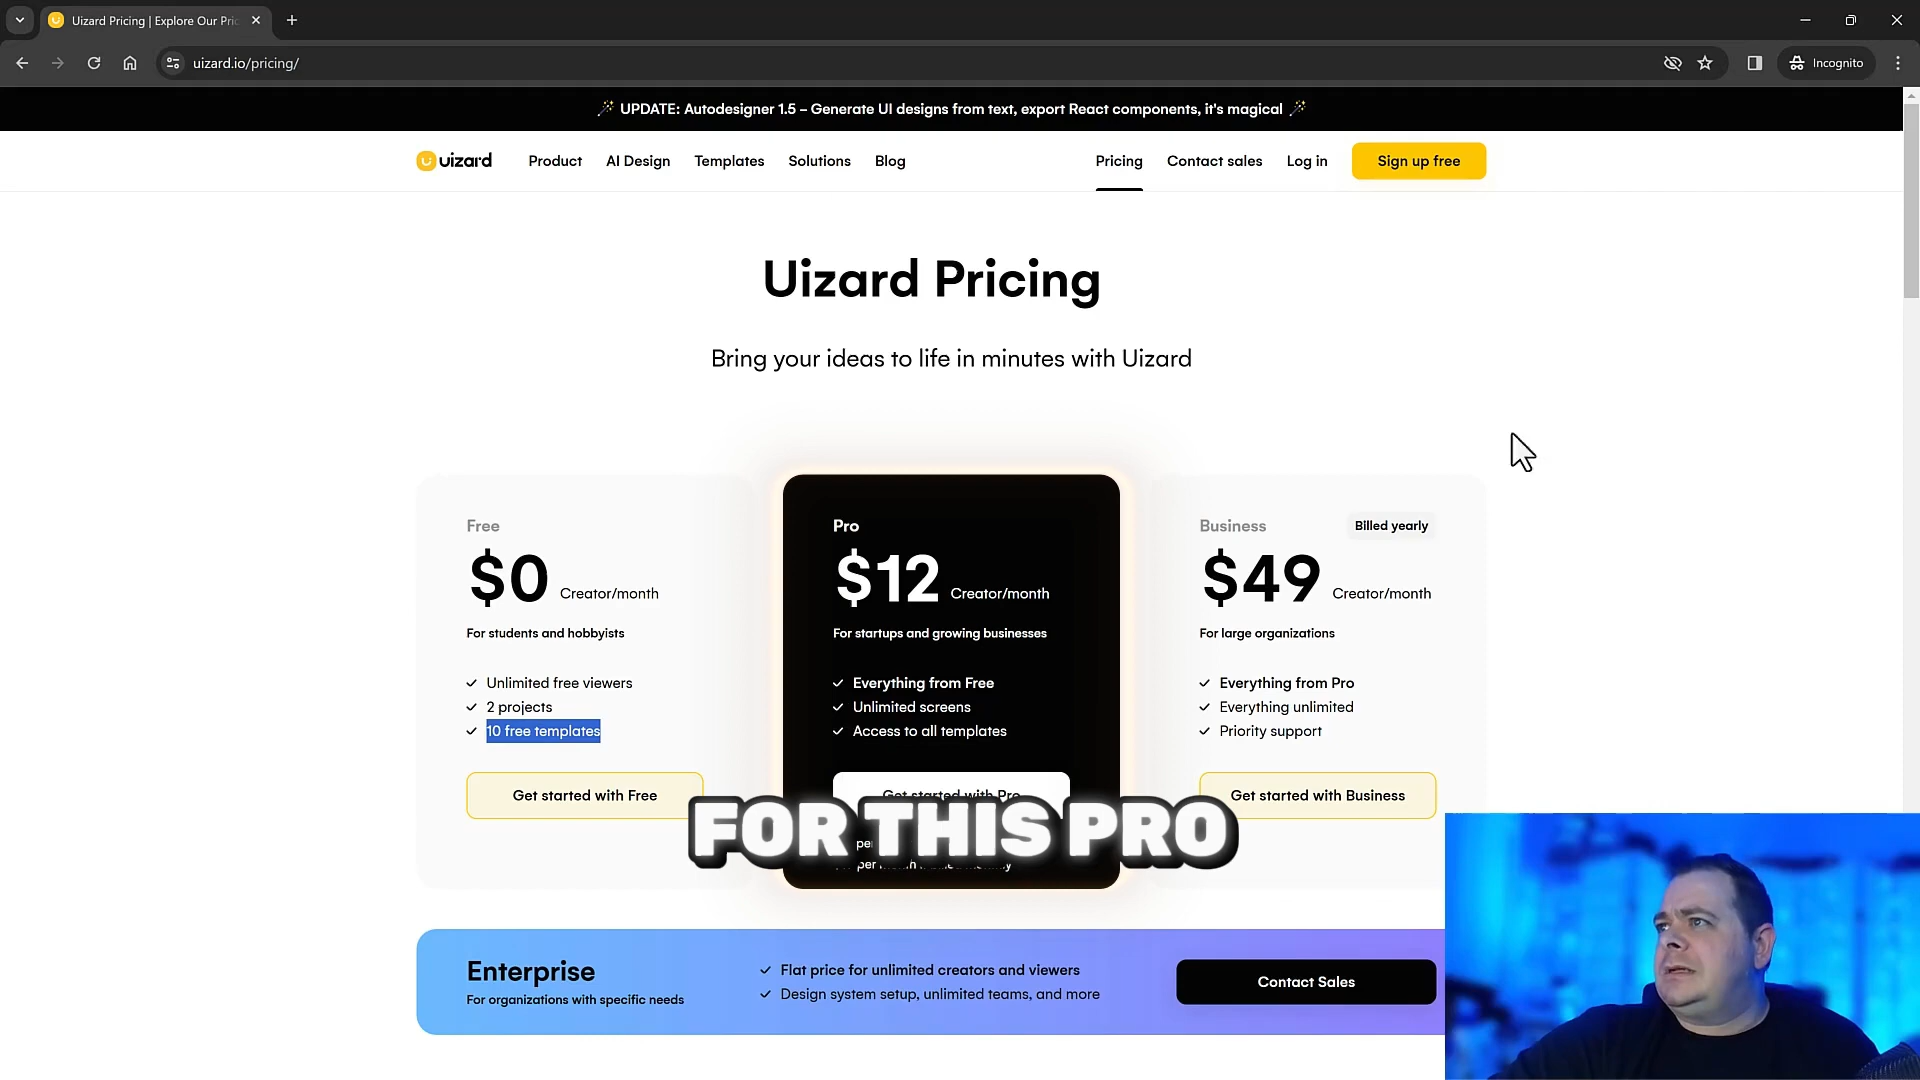 Uizard Pricing | Explore Our Pric
uizard.io/pricing/
Incognito
UPDATE: Autodesigner 1.5 – Generate UI designs from text, export React components, it's magical
uizard
Product
AI Design
Templates
Solutions
Blog
Pricing
Contact sales
Log in
Sign up free
Uizard Pricing
Bring your ideas to life in minutes with Uizard
Free
$0 Creator/month
For students and hobbyists
Unlimited free viewers
2 projects
10 free templates
Get started with Free
Pro
$12 Creator/month
For startups and growing businesses
Everything from Free
Unlimited screens
Access to all templates
Get started with Pro
per
FOR THIS PRO
Business
Billed yearly
$49 Creator/month
For large organizations
Everything from Pro
Everything unlimited
Priority support
Get started with Business
Enterprise
For organizations with specific needs
Flat price for unlimited creators and viewers
Design system setup, unlimited teams, and more
Contact Sales